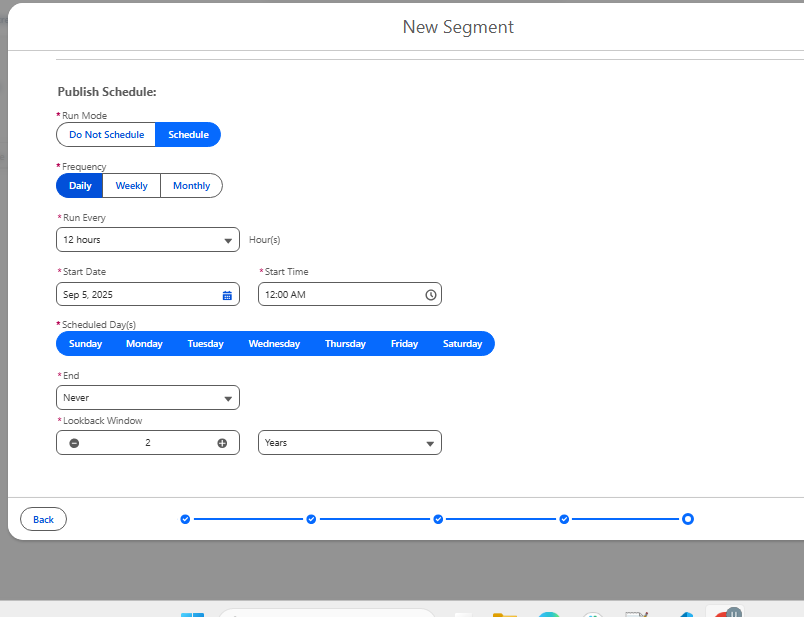 New Segment
Publish Schedule:
*Run Mode
Do Not Schedule Schedule
*Frequency
Daily Weekly Monthly
*Run Every
12 hours Hour(s)
*Start Date *Start Time
Sep 5, 2025 12:00 AM
*Scheduled Day(s)
Sunday Monday Tuesday Wednesday Thursday Friday Saturday
*End
Never
*Lookback Window
2 Years
Back